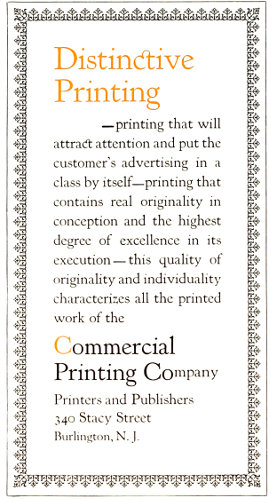 Distinctive
Printing
—printing that will
attract attention and put the
customer's advertising in a
class by itself—printing that
contains real originality in
conception and the highest
degree of excellence in its
execution—this quality of
originality and individuality
characterizes all the printed
work of the
Commercial
Printing Company
Printers and Publishers
340 Stacy Street
Burlington, N. J.